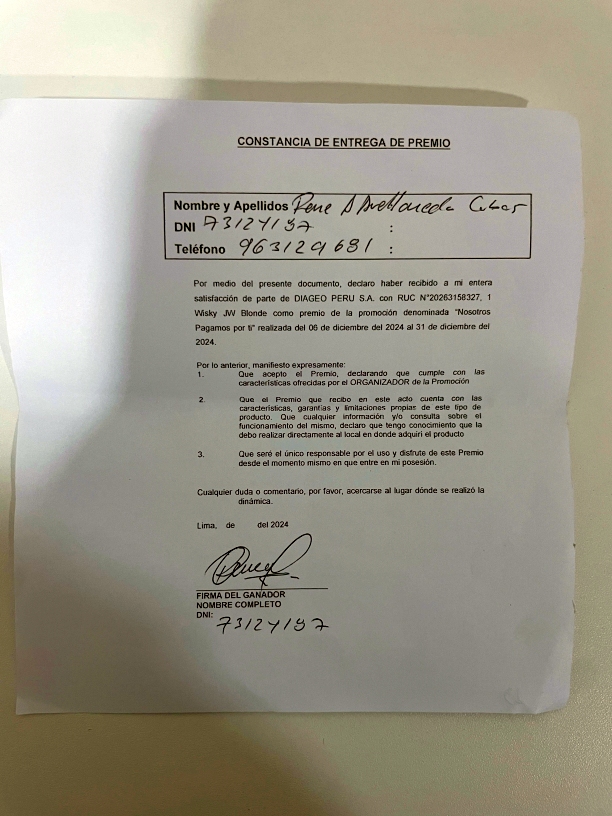 CONSTANCIA DE ENTREGA DE PREMIO
Nombre y Apellidos Rene A Avellaneda
DNI 73124197 :
Teléfono 963129681 :
Por medio del presente documento, declaro haber recibido a mi entera
satisfacción de parte de DIAGEO PERU S.A. con RUC N°20263158327, 1
Wisky JW Blonde como premio de la promoción denominada "Nosotros
Pagamos por ti" realizada del 06 de diciembre del 2024 al 31 de diciembre del
2024.
Por lo anterior, manifiesto expresamente:
1. Que acepto el Premio, declarando que cumple con las
características ofrecidas por el ORGANIZADOR de la Promoción
2. Que el Premio que recibo en este acto cuenta con las
características, garantías y limitaciones propias de este tipo de
producto. Que cualquier información y/o consulta sobre el
funcionamiento del mismo, declaro que tengo conocimiento que la
debo realizar directamente al local en donde adquirí el producto
3. Que seré el único responsable por el uso y disfrute de este Premio
desde el momento mismo en que entre en mi posesión.
Cualquier duda o comentario, por favor, acercarse al lugar dónde se realizó la
dinámica.
Lima, de del 2024
FIRMA DEL GANADOR
NOMBRE COMPLETO
DNI: 73124197